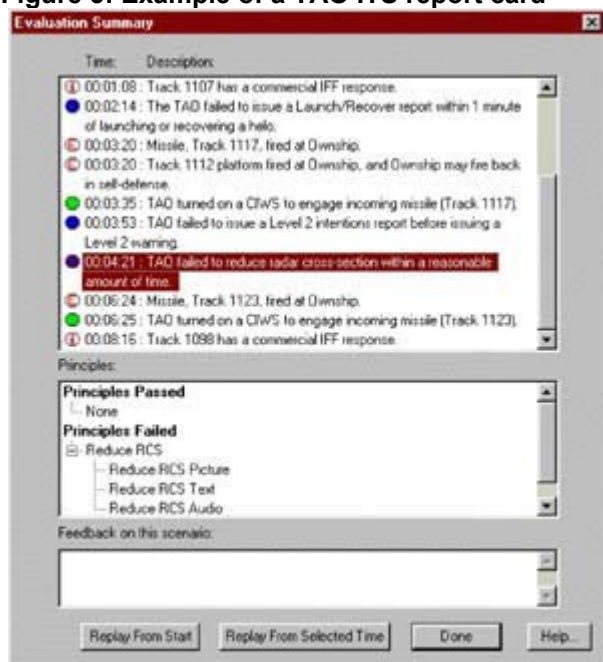 Figure 3: Example of a TAO ITS report card
Evaluation Summary
Time: Description:
00:01:08 : Track 1107 has a commercial IFF response.
00:02:14 : The TAO failed to issue a Launch/Recover report within 1 minute
of launching or recovering a helo.
00:03:20 : Missile, Track 1117, fired at Ownship.
00:03:20 : Track 1112 platform fired at Ownship, and Ownship may fire back
in self-defense.
00:03:35 : TAO turned on a CIWS to engage incoming missile (Track 1117).
00:03:53 : TAO failed to issue a Level 2 intentions report before issuing a
Level 2 warning.
00:04:21 : TAO failed to reduce radar cross-section within a reasonable
amount of time.
00:06:24 : Missile, Track 1123, fired at Ownship.
00:06:25 : TAO turned on a CIWS to engage incoming missile (Track 1123).
00:08:16 : Track 1098 has a commercial IFF response.
Principles:
Principles Passed
None
Principles Failed
Reduce RCS
Reduce RCS Picture
Reduce RCS Text
Reduce RCS Audio
Feedback on this scenario:
Replay From Start Replay From Selected Time Done Help...